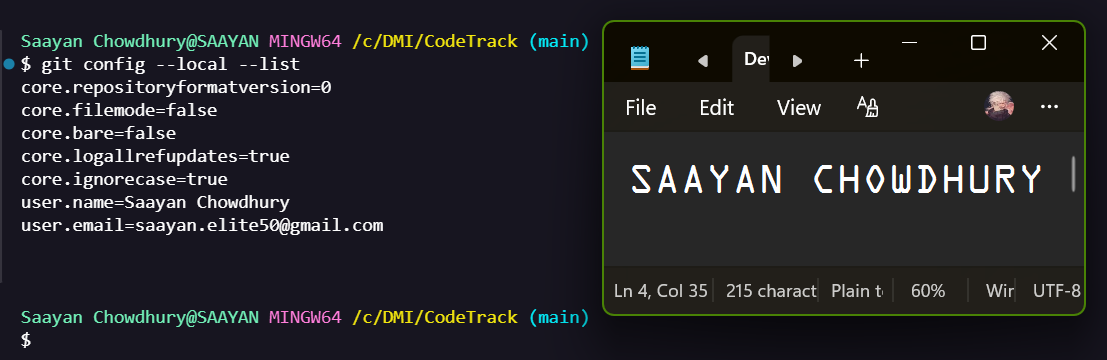 Saayan Chowdhury@SAAYAN MINGW64 /c/DMI/CodeTrack (main)
$ git config --local --list
core.repositoryformatversion=0
core.filemode=false
core.bare=false
core.logallrefupdates=true
core.ignorecase=true
user.name=Saayan Chowdhury
user.email=saayan.elite50@gmail.com
Saayan Chowdhury@SAAYAN MINGW64 /c/DMI/CodeTrack (main)
$
De
File Edit View
SAAYAN CHOWDHURY
Ln 4, Col 35 215 charact Plain t 60% Wir UTF-8